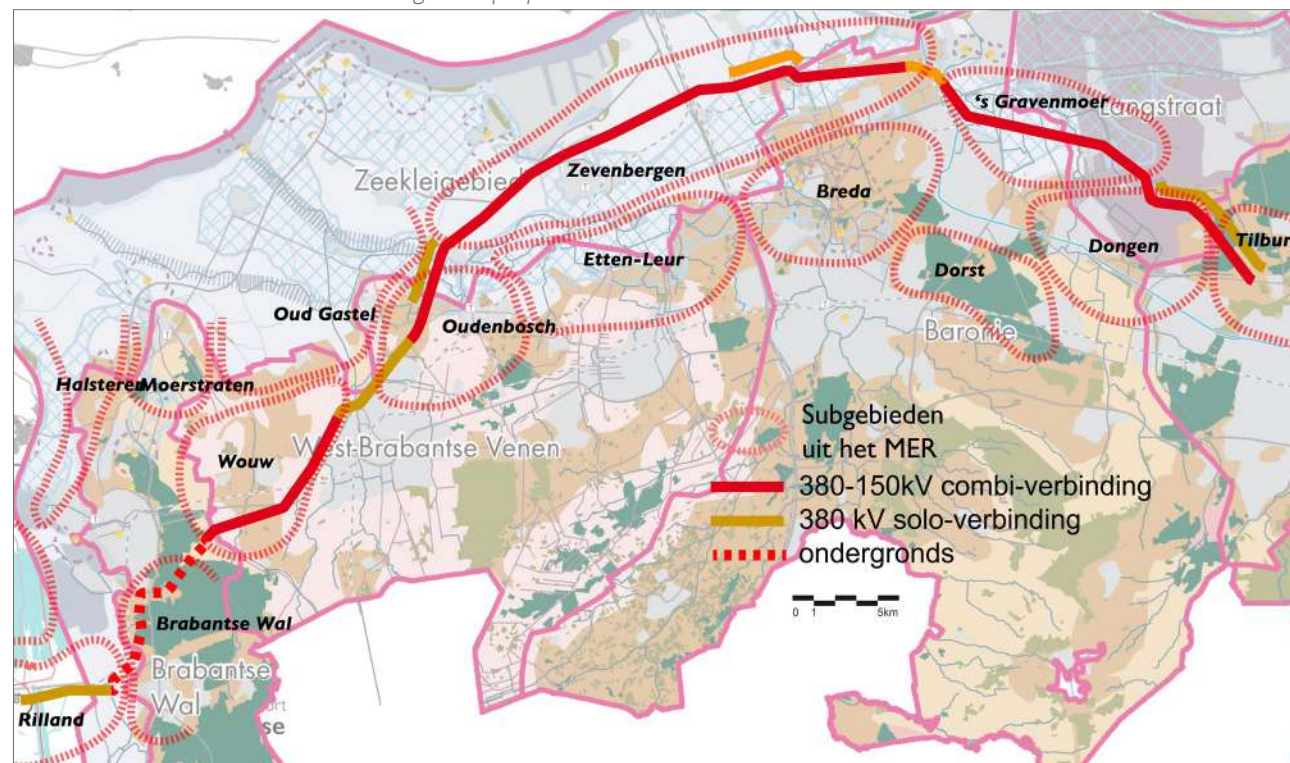 's Gravenmoer
Langstraat
Zevenbergen
Zeekleigebied
Breda
Etten-Leur
Dongen
Tilbur
Dorst
Oud Gastel
Oudenbosch
Baronie
Halsteren
Moerstraten
Wouw
West-Brabantse Venen
Subgebieden
uit het MER
380-150kV combi-verbinding
380 kV solo-verbinding
ondergronds
0 1 5km
Brabantse Wal
Brabantse
Wal
ort
se
Rilland